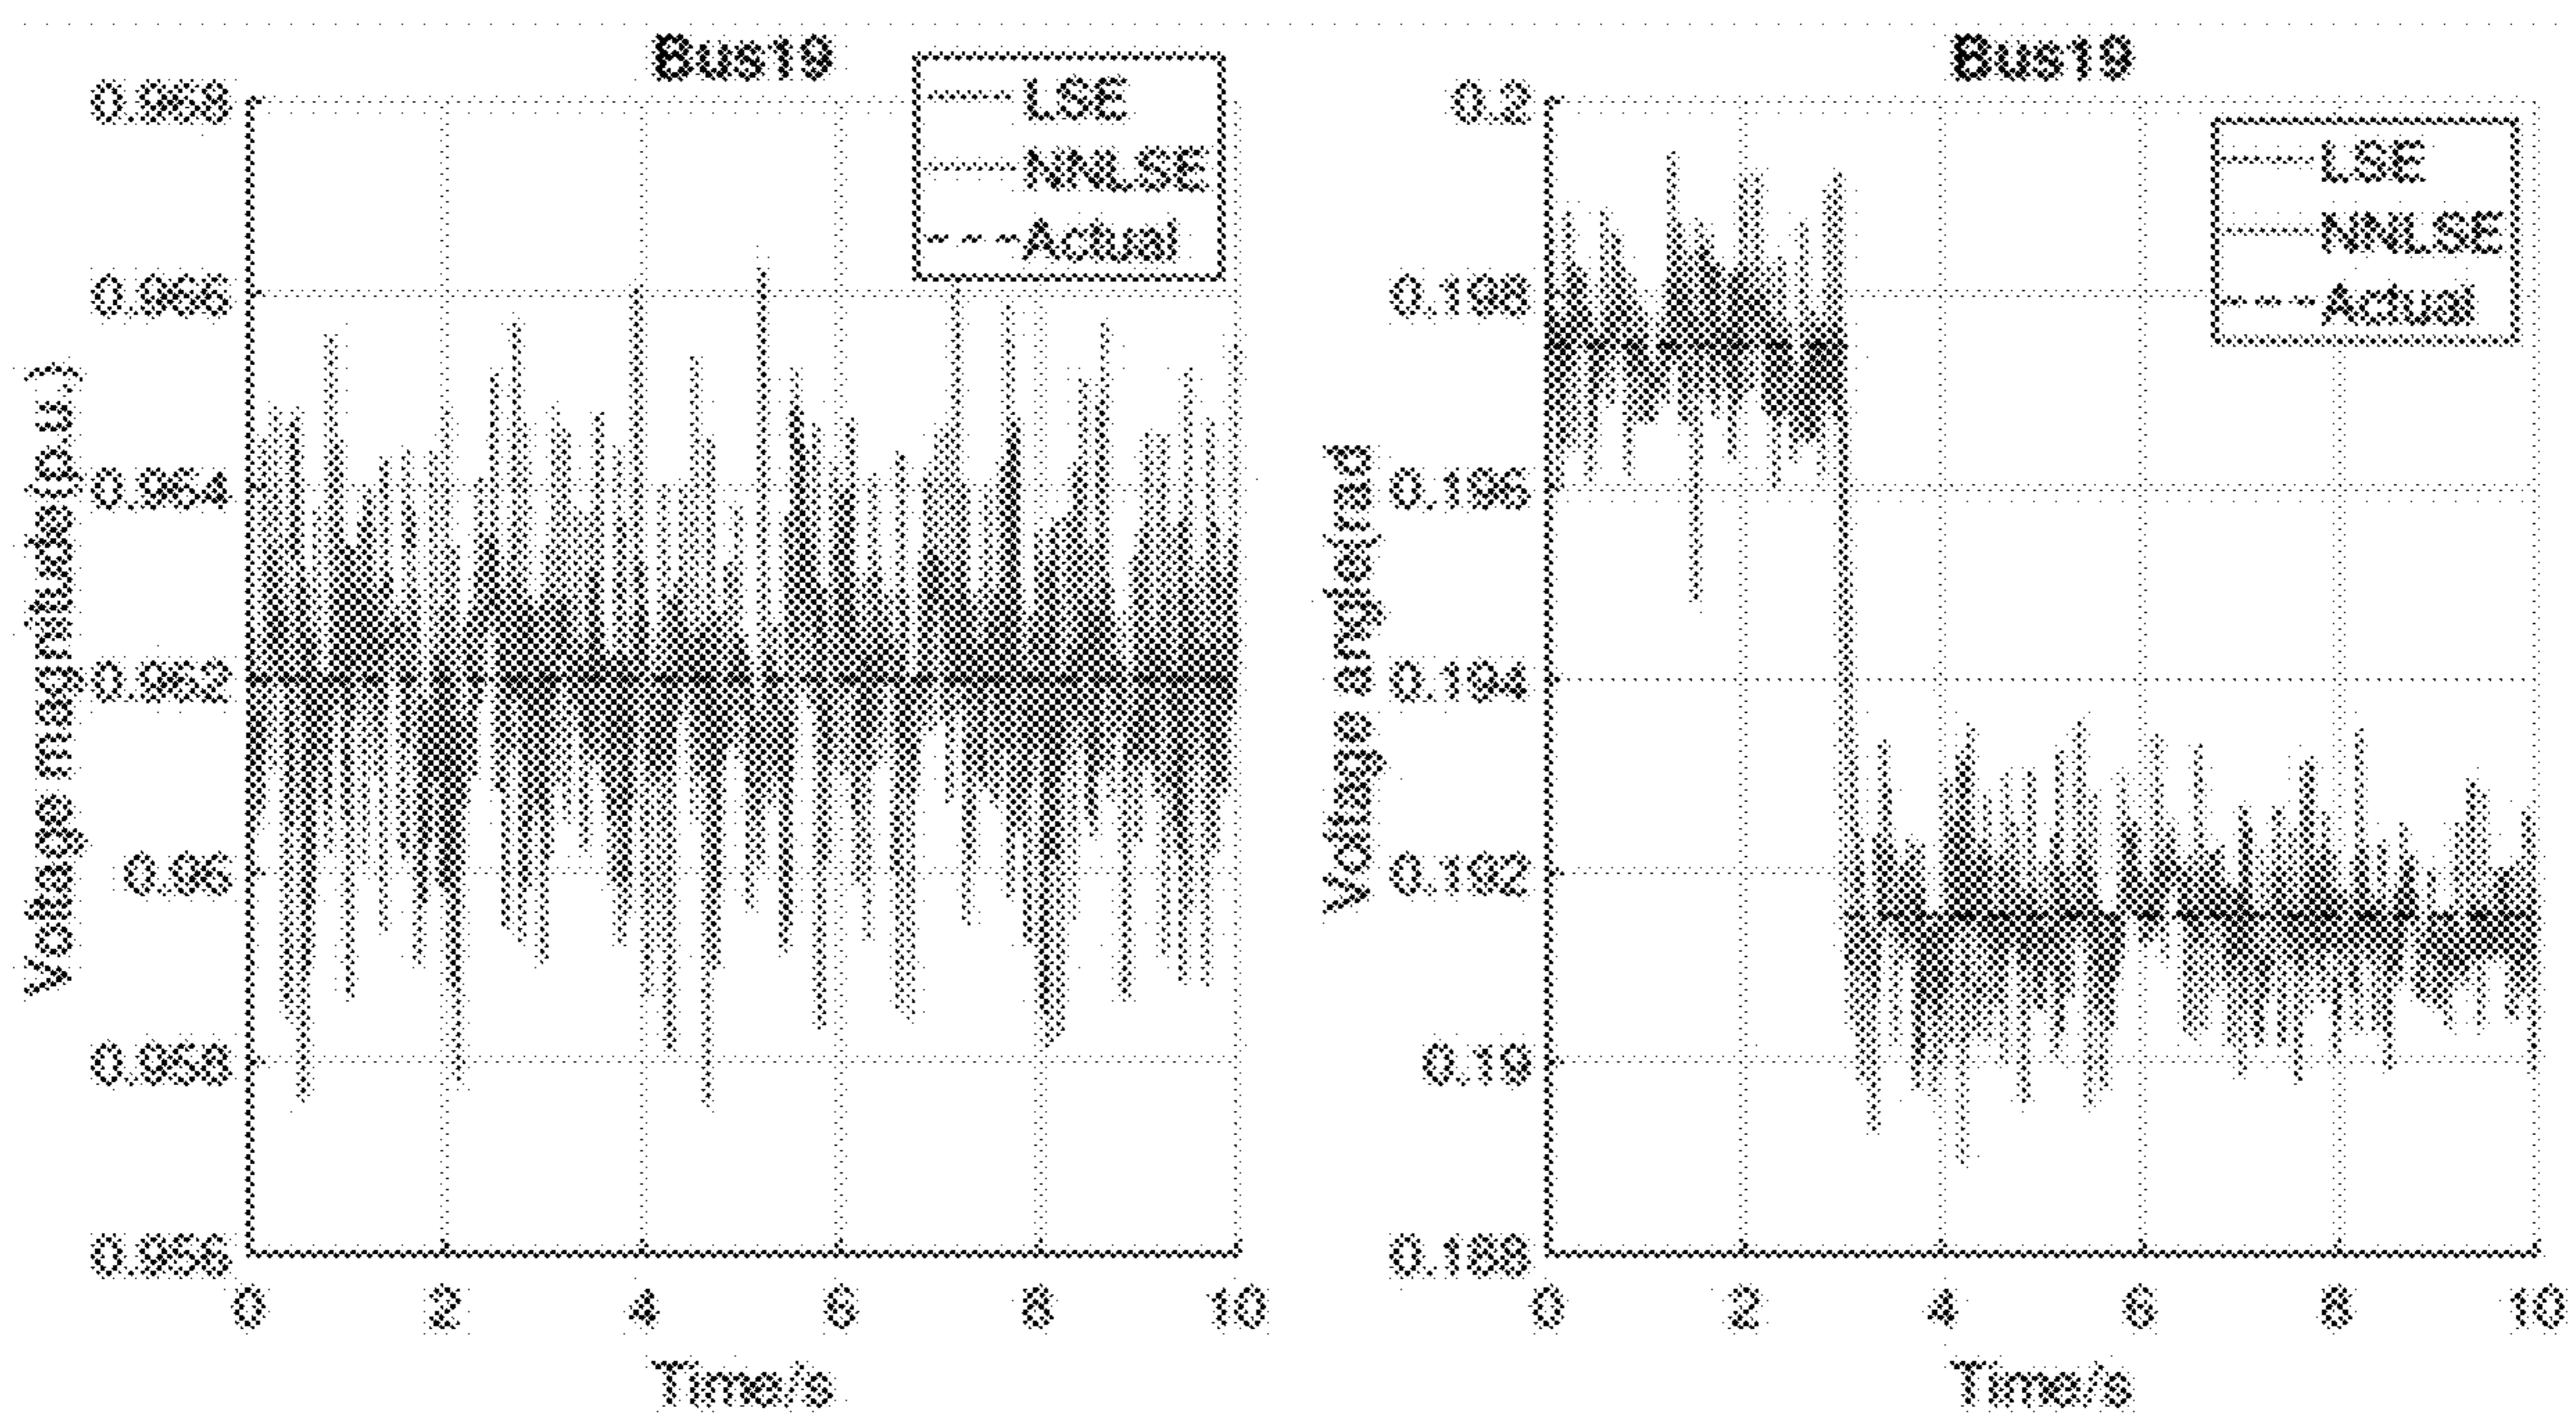 Bus19
LSE
NNLSE
Actual
0.968
0.966
0.964
0.962
0.96
0.958
0.956
Voltage magnitude(p.u.)
0
2
4
6
8
10
Time/s
Bus19
LSE
NNLSE
Actual
0.2
0.198
0.196
0.194
0.192
0.19
0.188
Voltage angle(rad
0
2
4
6
8
10
Time/s